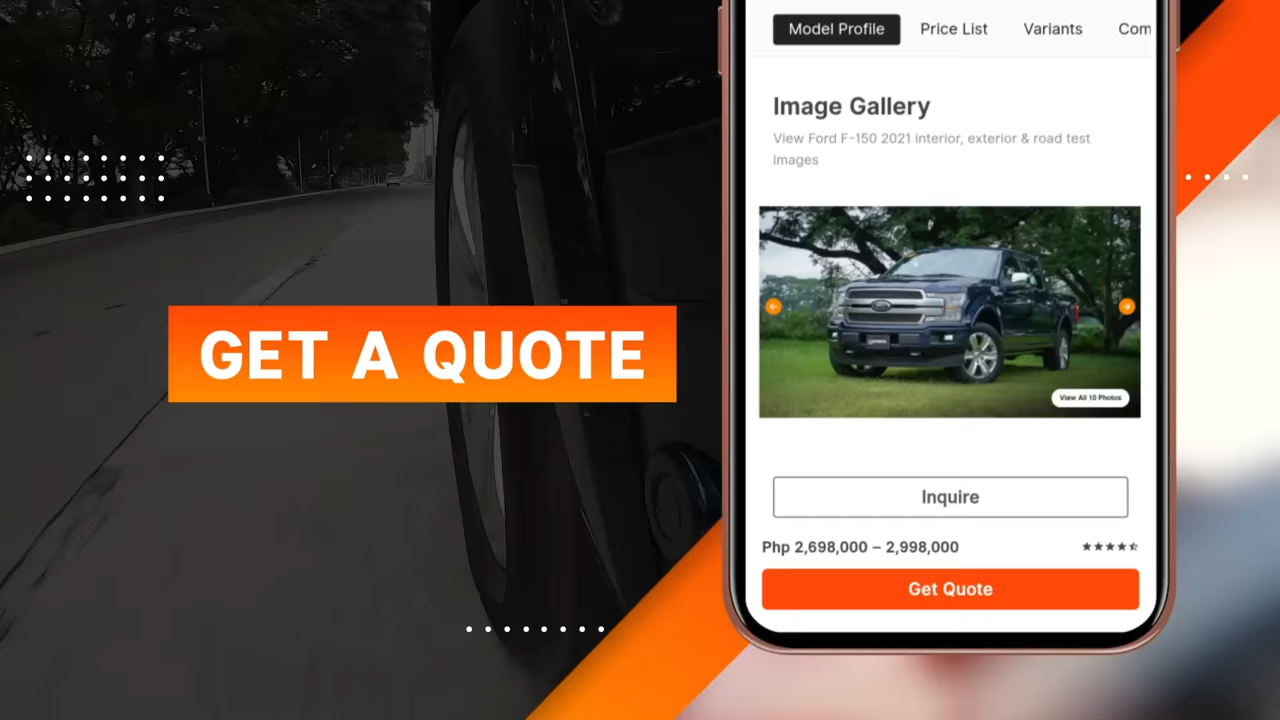 GET A QUOTE
Model Profile
Price List
Variants
Com
Image Gallery
View Ford F-150 2021 interior, exterior & road test
images
View All 10 Photos
Inquire
Php 2,698,000 – 2,998,000
Get Quote